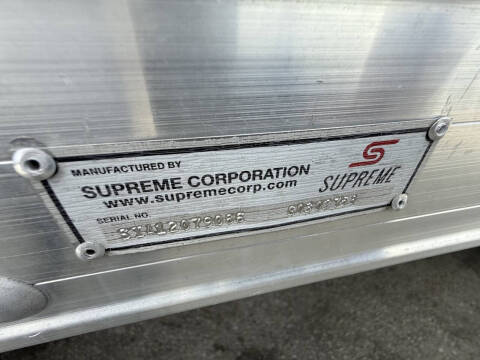 MANUFACTURED BY
SUPREME CORPORATION
www.supremecorp.com
SUPREME
SERIAL NO.